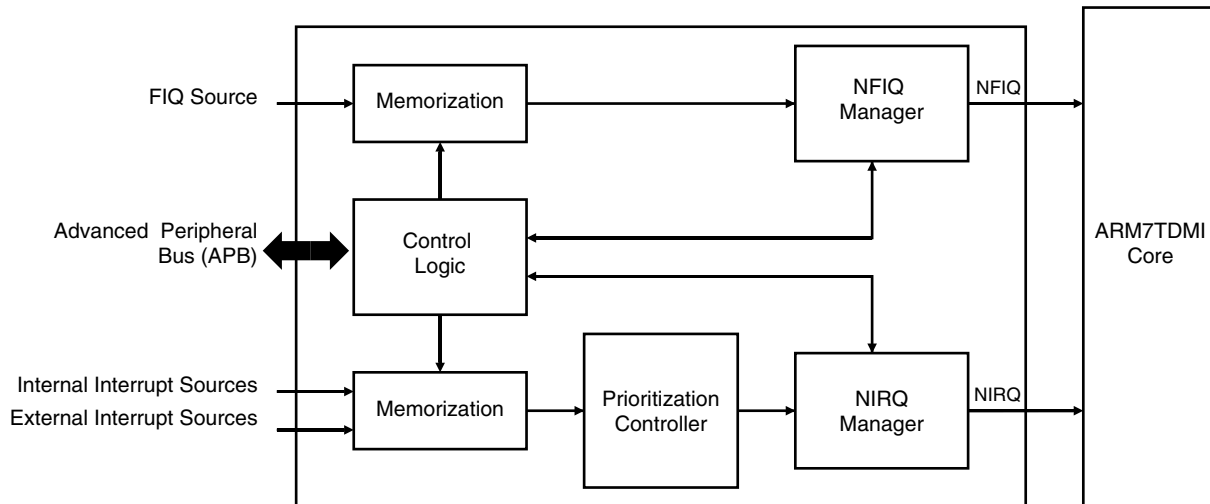 FIQ Source
Memorization
NFIQ
Manager
NFIQ
Advanced Peripheral
Bus (APB)
Control
Logic
ARM7TDMI
Core
Internal Interrupt Sources
External Interrupt Sources
Memorization
Prioritization
Controller
NIRQ
Manager
NIRQ